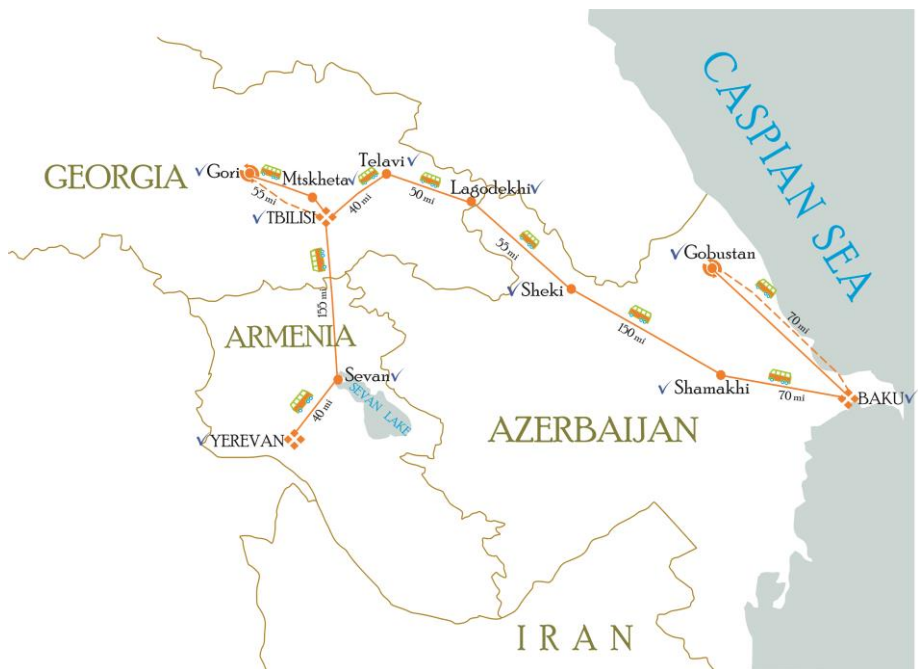 CASPIAN SEA
GEORGIA
Gori
Mtskheta
Telavi
Lagodekhi
55 mi
TBILISI
40 mi
50 mi
55 mi
Gobustan
Sheki
70 mi
155 mi
ARMENIA
150 mi
Sevan
SEVAN LAKE
Shamakhi
70 mi
BAKU
40 mi
YEREVAN
AZERBAIJAN
IRAN